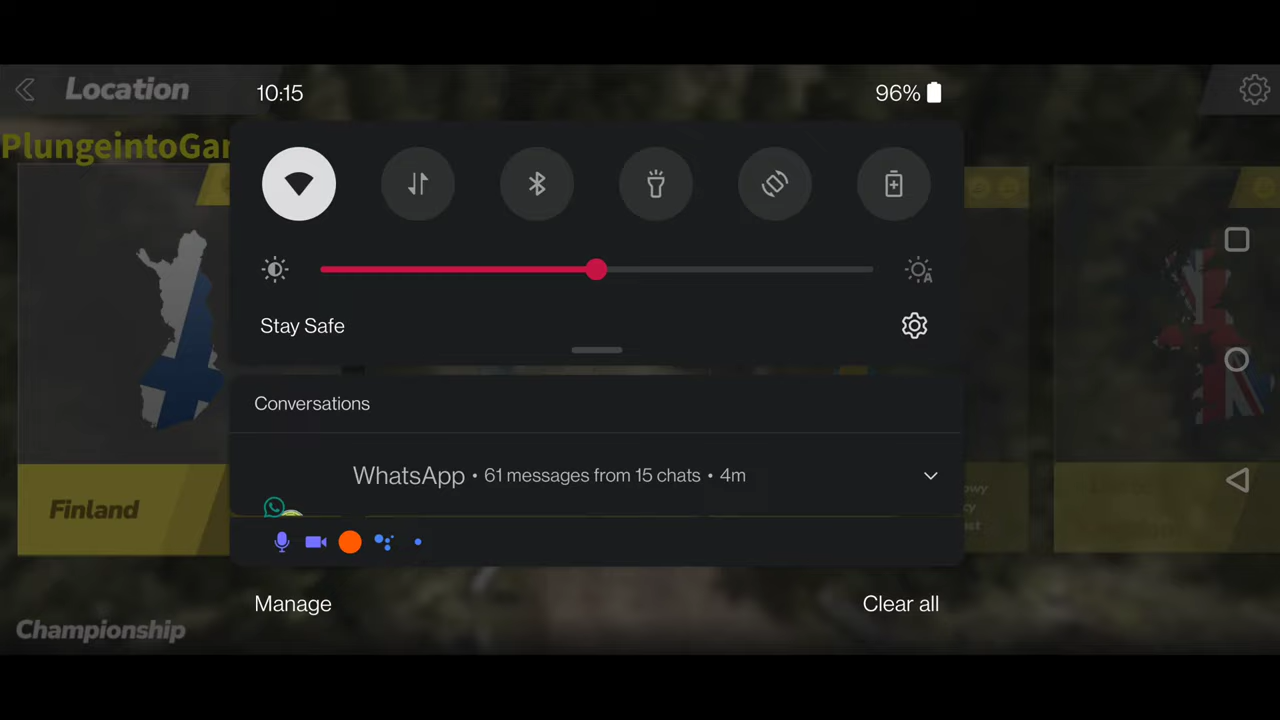 Location
10:15
96%
PlungeintoGa
A
Stay Safe
Conversations
WhatsApp • 61 messages from 15 chats • 4m
Finland
Manage
Clear all
Championship